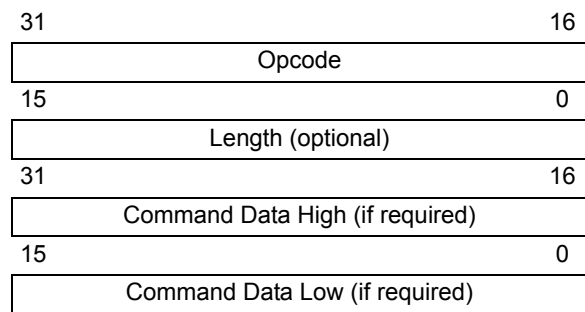 31 16
Opcode
15 0
Length (optional)
31 16
Command Data High (if required)
15 0
Command Data Low (if required)